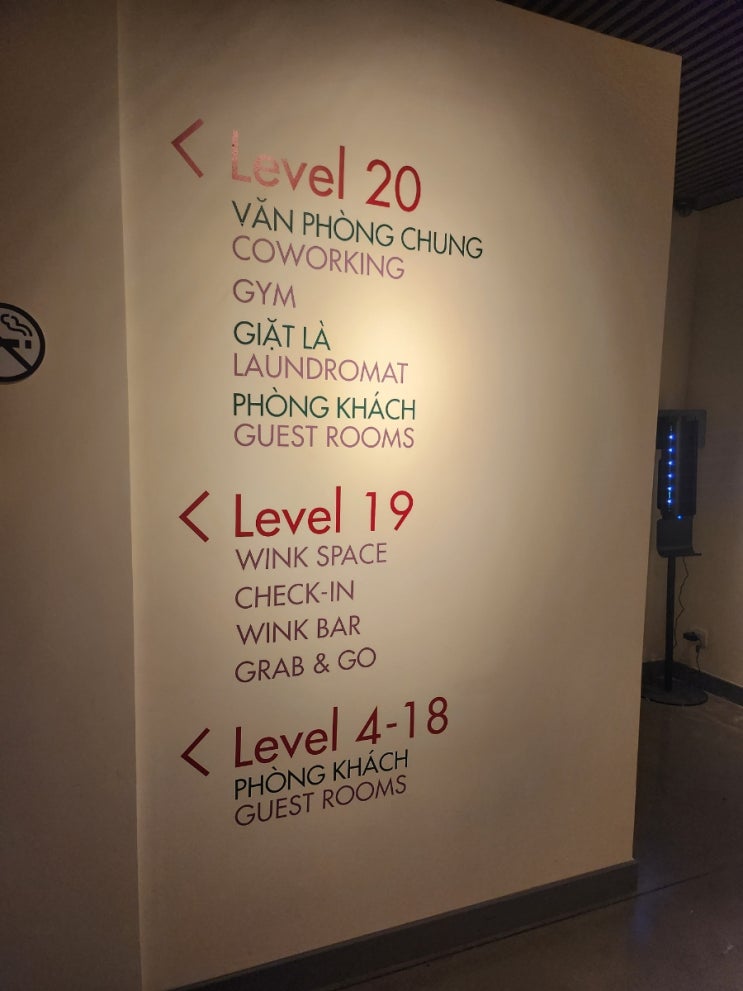 Level 20
VĂN PHÒNG CHUNG
COWORKING
GYM
GIẶT LÀ
LAUNDROMAT
PHÒNG KHÁCH
GUEST ROOMS
Level 19
WINK SPACE
CHECK-IN
WINK BAR
GRAB & GO
Level 4-18
PHÒNG KHÁCH
GUEST ROOMS